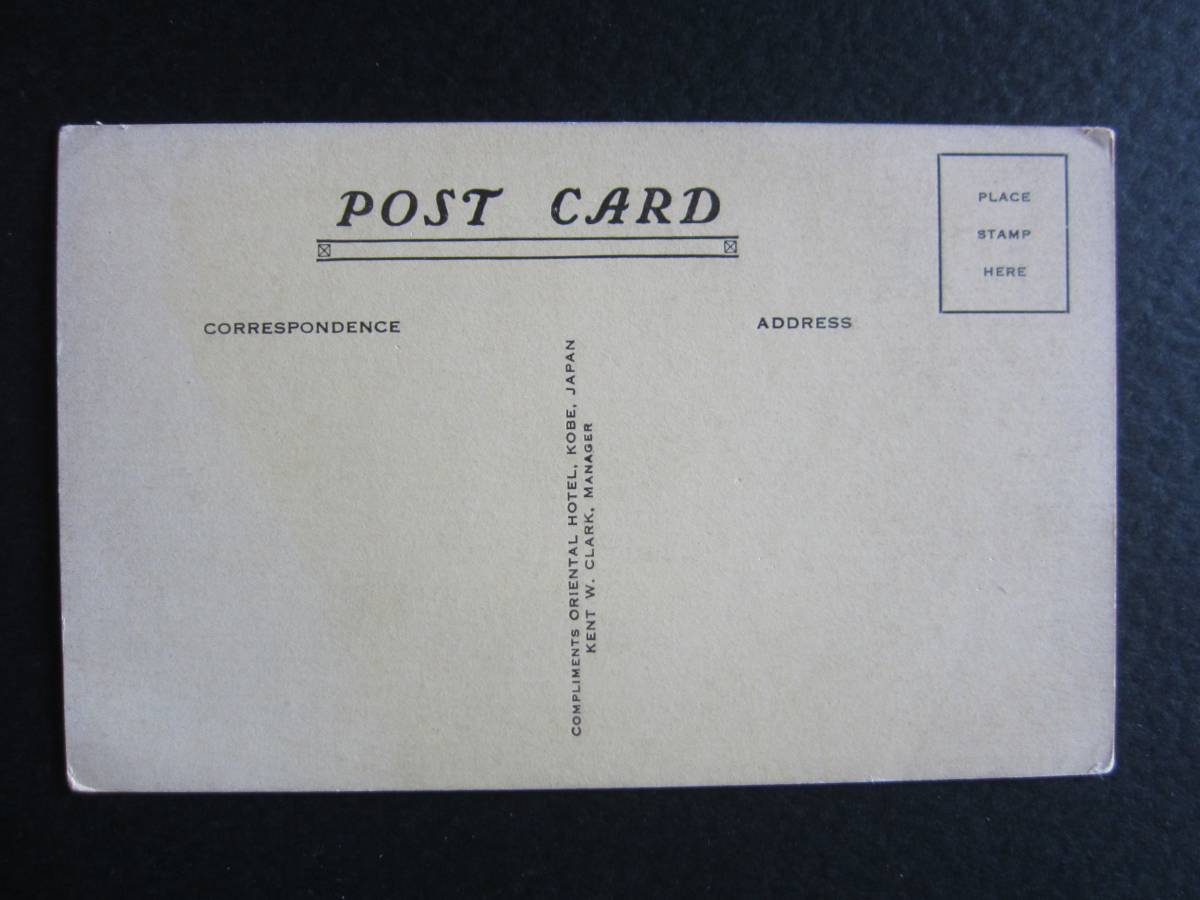 POST CARD
PLACE
STAMP
HERE
CORRESPONDENCE
ADDRESS
COMPLIMENTS ORIENTAL HOTEL, KOBE, JAPAN
KENT W. CLARK, MANAGER